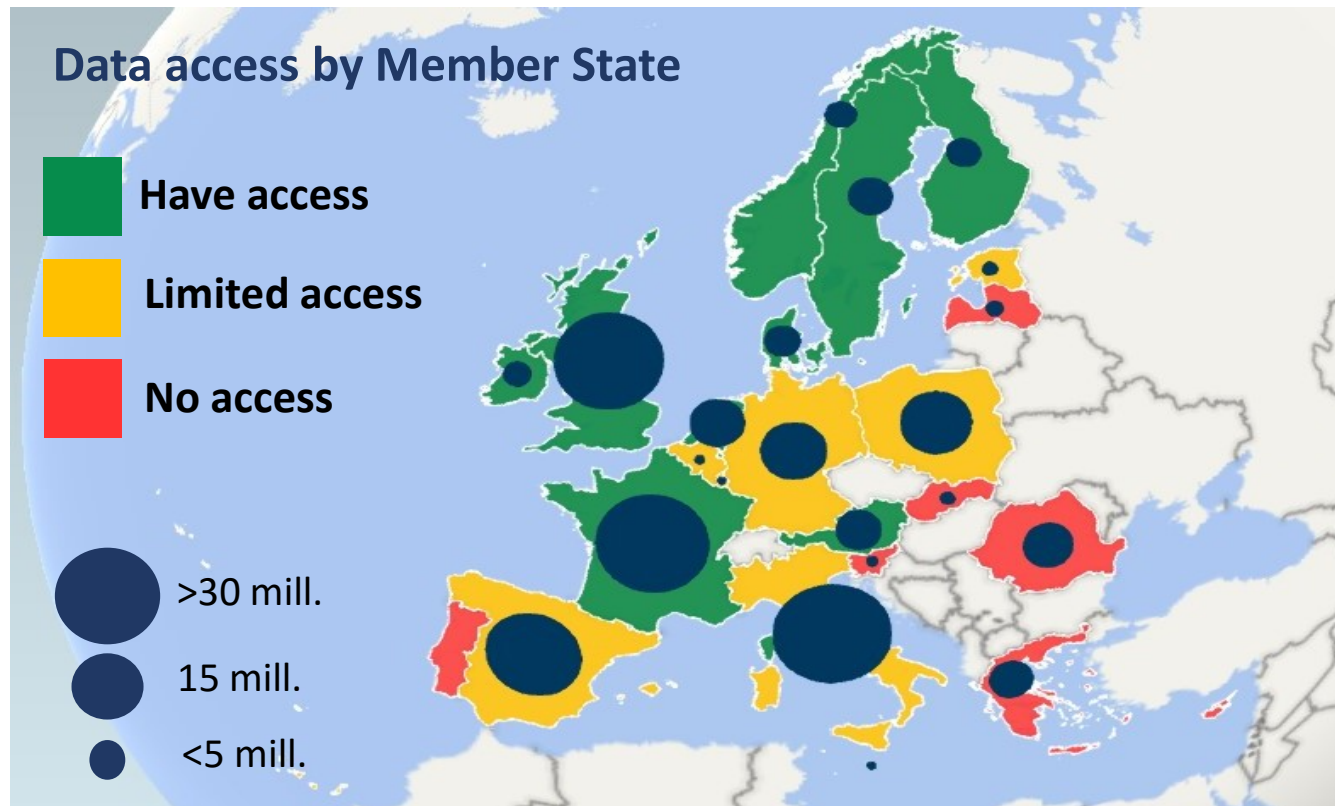 Data access by Member State
Have access
Limited access
No access
>30 mill.
15 mill.
<5 mill.